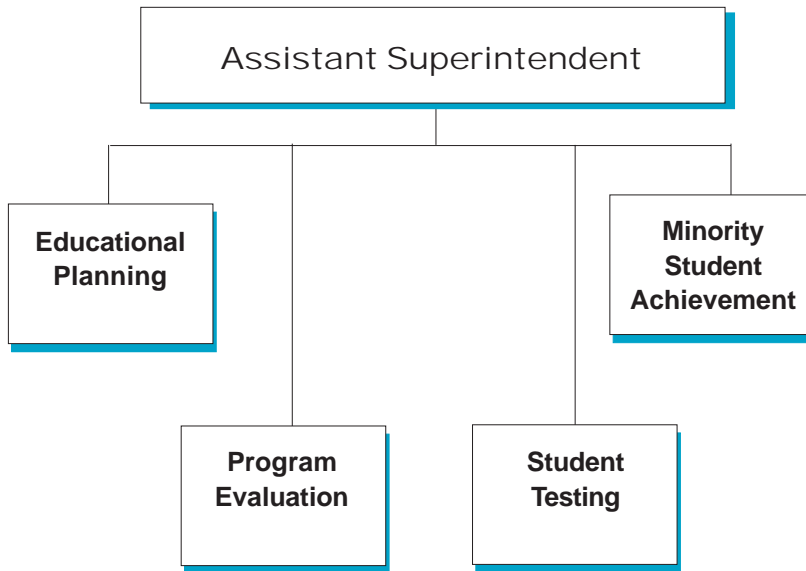 Assistant Superintendent
Educational
Planning
Minority
Student
Achievement
Program
Evaluation
Student
Testing